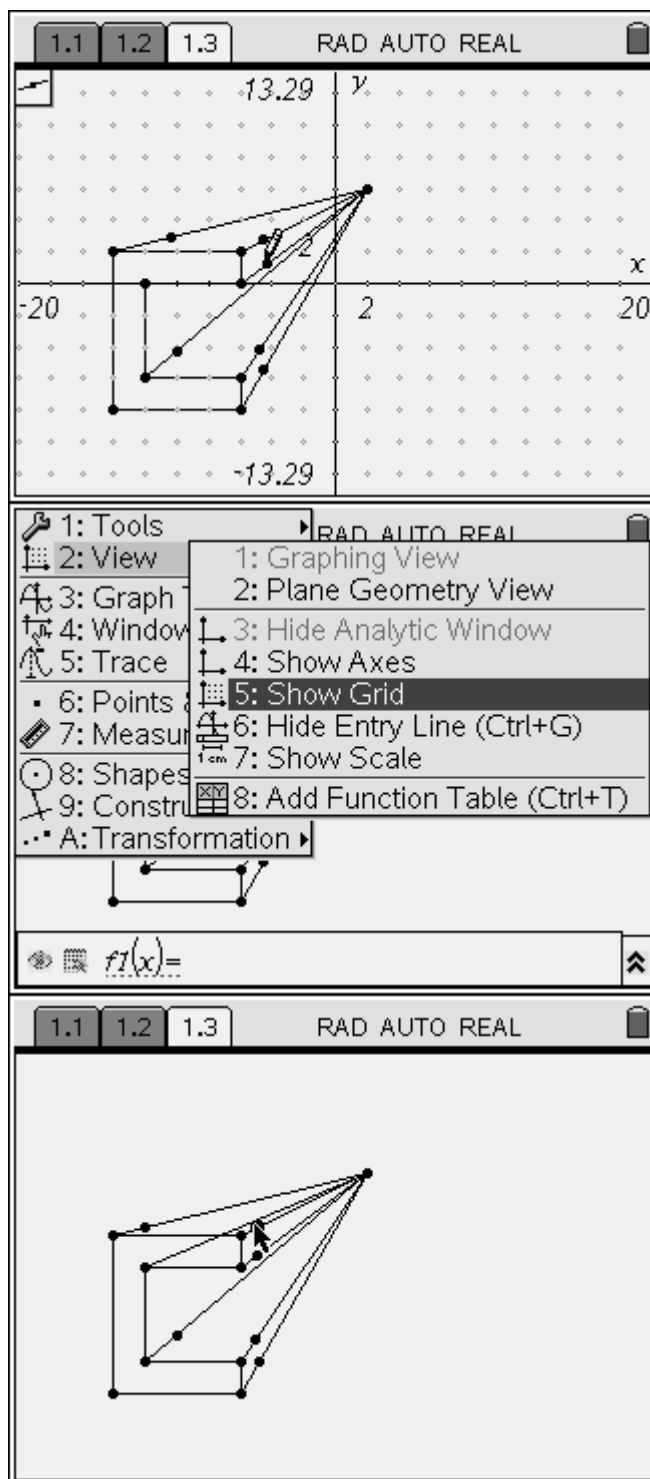 1.1 1.2 1.3 RAD AUTO REAL
13.29 y
2
x
-20 2 20
-13.29
1: Tools RAD AUTO REAL
2: View
1: Graphing View
2: Plane Geometry View
3: Graph T
3: Hide Analytic Window
4: Window
4: Show Axes
5: Trace
5: Show Grid
6: Points &
6: Hide Entry Line (Ctrl+G)
7: Measur
1 cm 7: Show Scale
8: Shapes
XY 8: Add Function Table (Ctrl+T)
9: Constru
A: Transformation
f1(x)=
1.1 1.2 1.3 RAD AUTO REAL